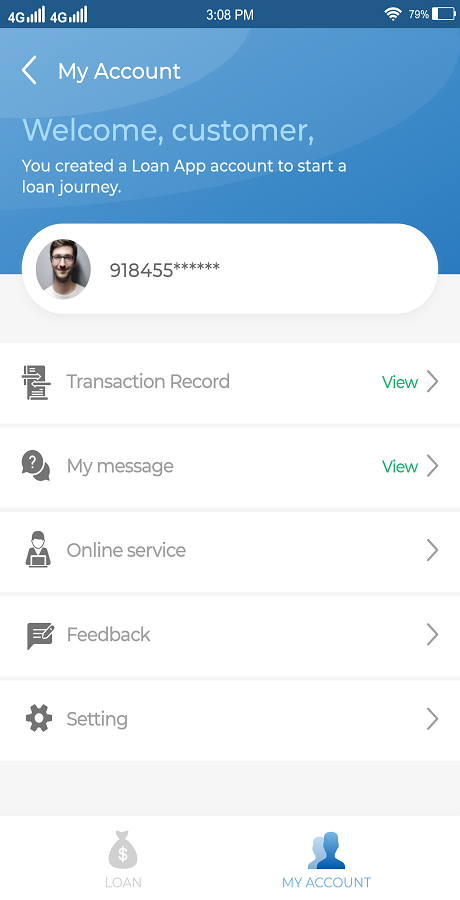 4G 4G 3:08 PM 79%
My Account
Welcome, customer,
You created a Loan App account to start a
loan journey.
918455******
Transaction Record View
?
My message View
Online service
Feedback
Setting
$
LOAN MY ACCOUNT